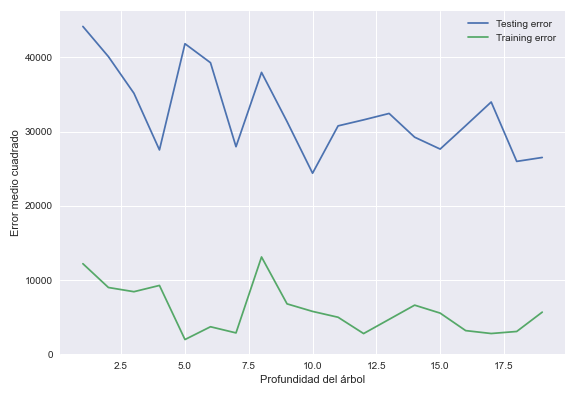 Testing error
Training error
40000
30000
20000
10000
0
Error medio cuadrado
2.5 5.0 7.5 10.0 12.5 15.0 17.5
Profundidad del árbol